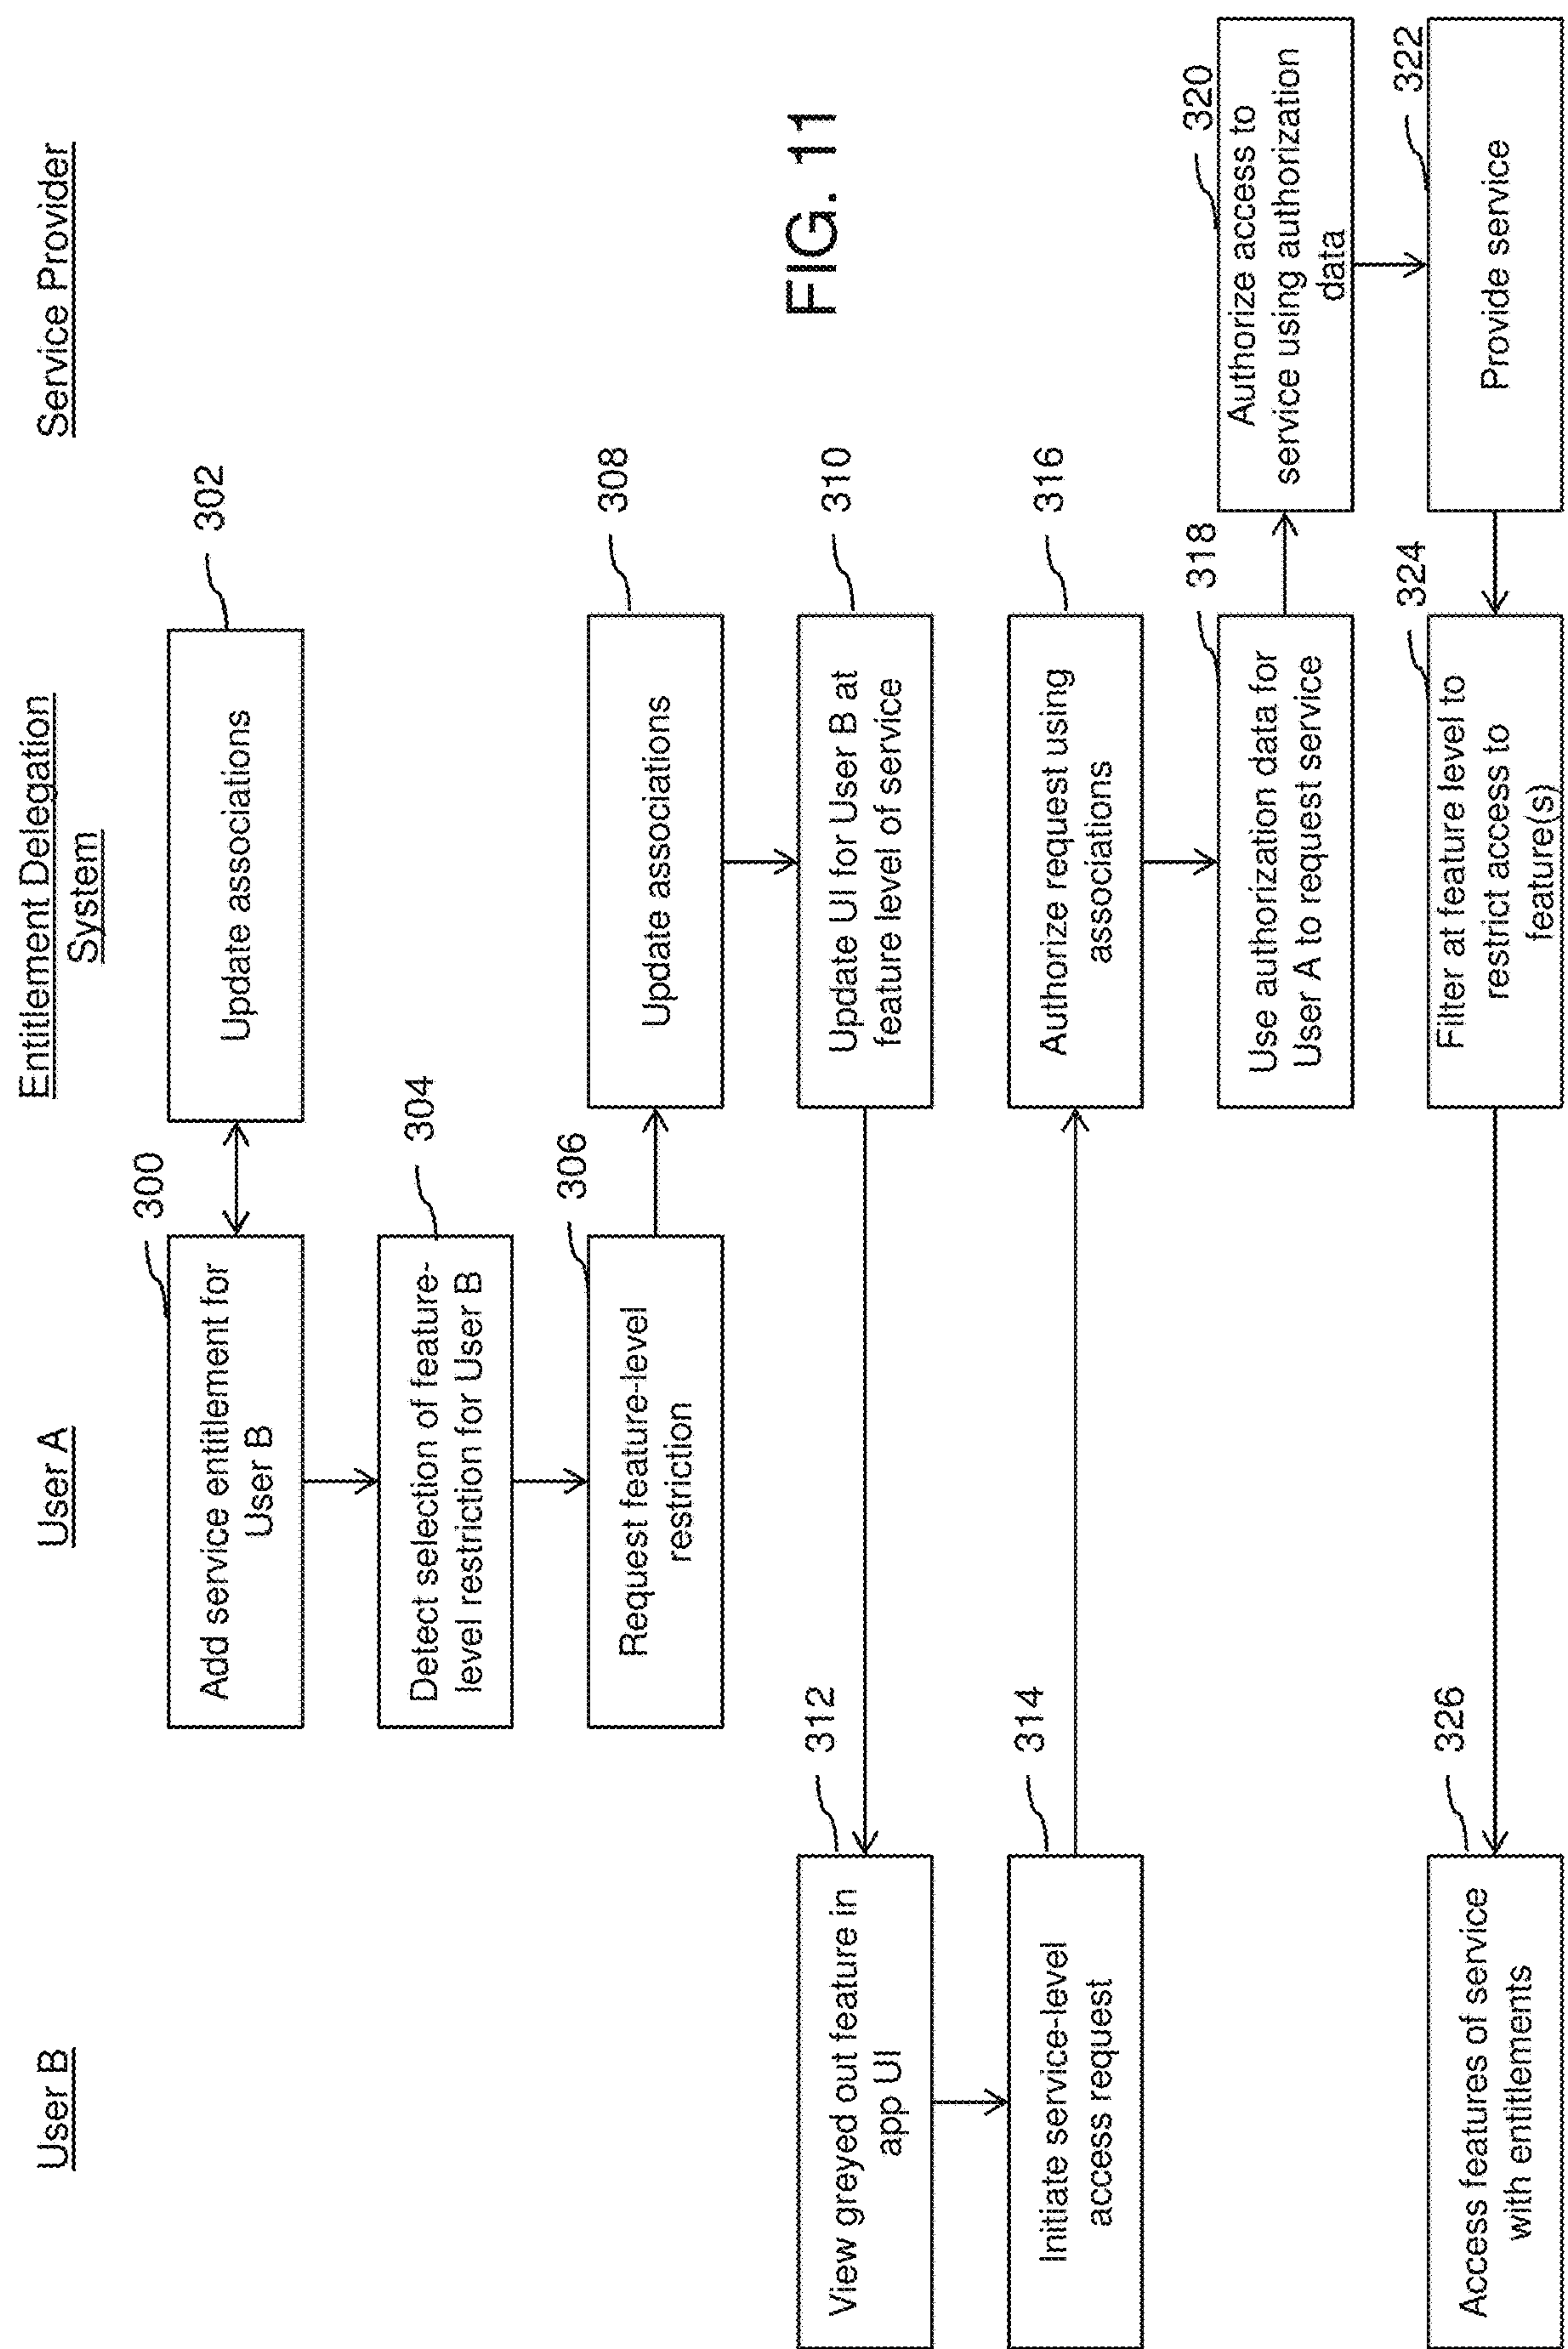 User B
User A
Entitlement Delegation
System
Service Provider
300
Add service entitlement for
User B
302
Update associations
304
Detect selection of feature-
level restriction for User B
306
Request feature-level
restriction
308
Update associations
310
Update UI for User B at
feature level of service
312
View greyed out feature in
app UI
314
Initiate service-level
access request
316
Authorize request using
associations
318
Use authorization data for
User A to request service
320
Authorize access to
service using authorization
data
322
Provide service
324
Filter at feature level to
restrict access to
feature(s)
326
Access features of service
with entitlements
FIG. 11